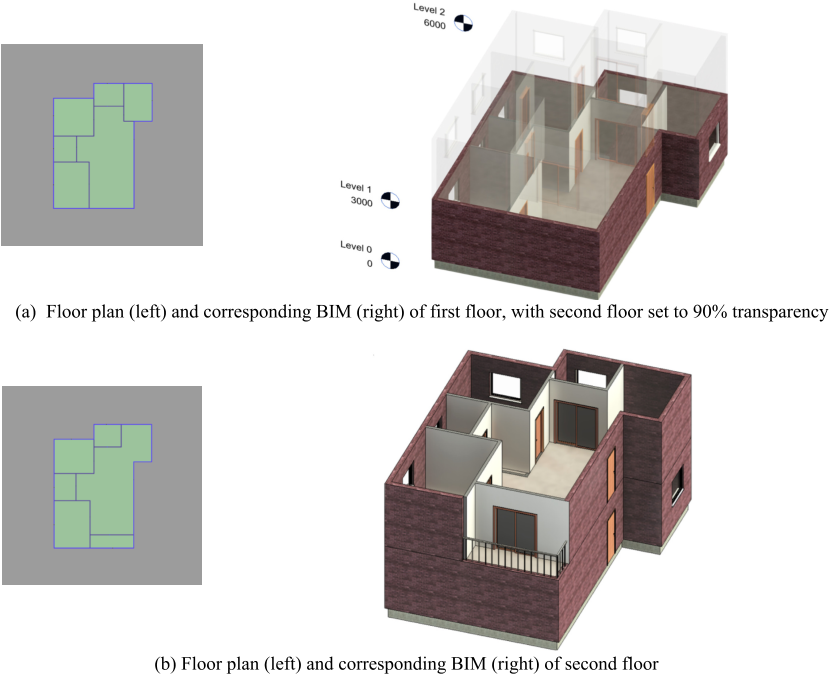 Level 2
6000
Level 1
3000
Level 0
0
(a) Floor plan (left) and corresponding BIM (right) of first floor, with second floor set to 90% transparency
(b) Floor plan (left) and corresponding BIM (right) of second floor